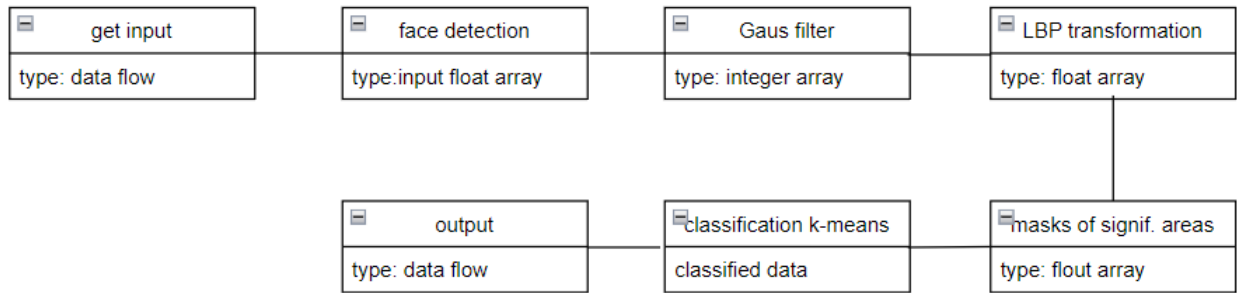 get input
type: data flow
face detection
type:input float array
Gaus filter
type: integer array
LBP transformation
type: float array
masks of signif. areas
type: flout array
classification k-means
classified data
output
type: data flow